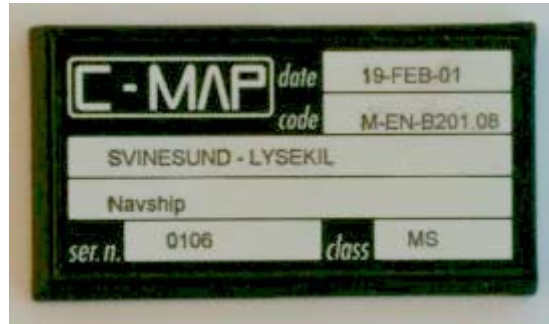 C-MAP date 19-FEB-01
code M-EN-B201.08
SVINESUND - LYSEKIL
Navship
ser. n. 0106 class MS